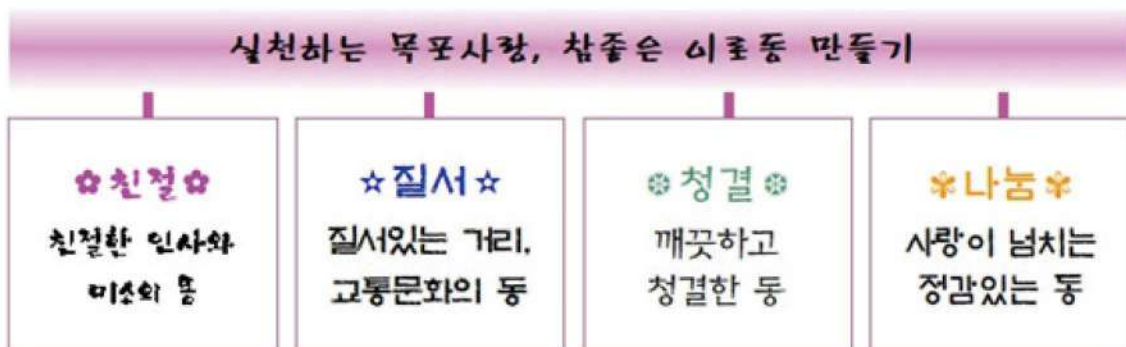 실천하는 목포사랑, 참좋은 이로동 만들기
✿친절✿
친절한 인사와
미소의 동
☆질서☆
질서있는 거리,
교통문화의 동
❆청결❆
깨끗하고
청결한 동
✾나눔✾
사랑이 넘치는
정감있는 동